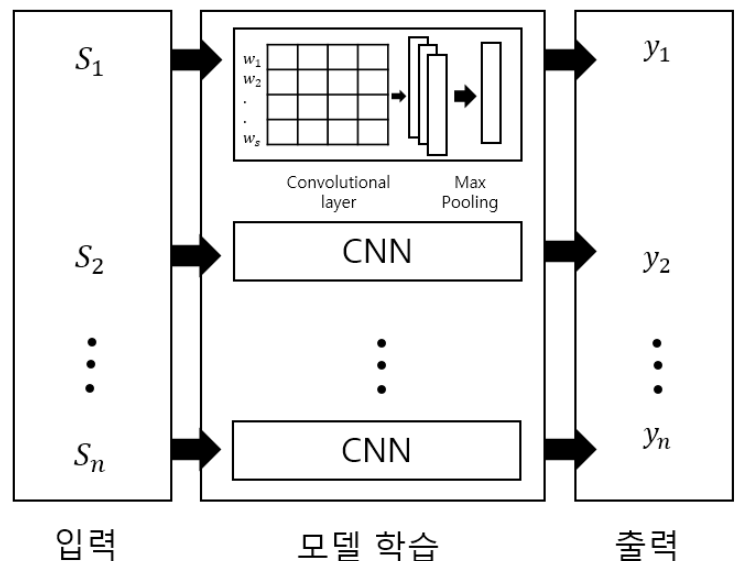 S₁
w₁
w₂
.
.
wₛ
y₁
Convolutional
layer
Max
Pooling
S₂
CNN
y₂
Sₙ
CNN
yₙ
입력
모델 학습
출력